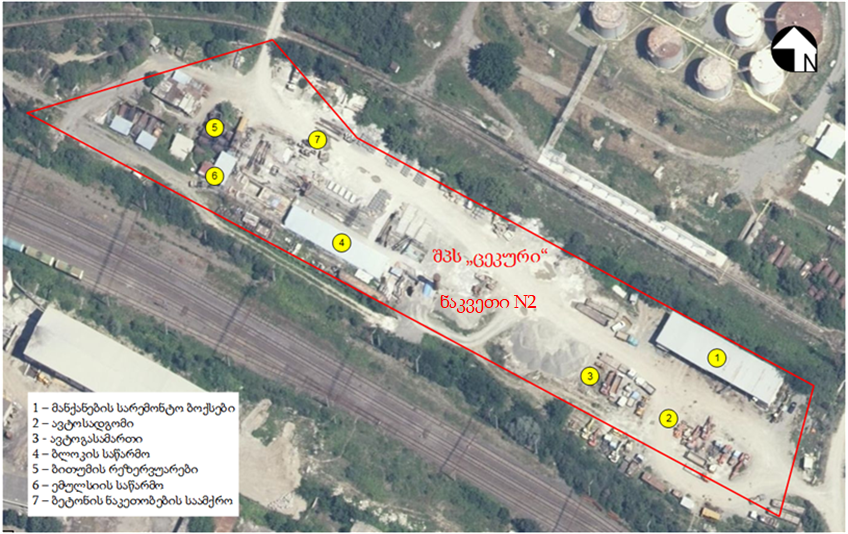 N
5
7
6
4
შპს „ცეკური“
ნაკვეთი N2
1
3
2
1 – მანქანების სარემონტო ბოქსები
2 – ავტოსადგომი
3 - ავტოგასამართი
4 – ბლოკის საწარმო
5 – ბითუმის რეზერვუარები
6 – ემულსიის საწარმო
7 – ბეტონის ნაკეთობების საამქრო